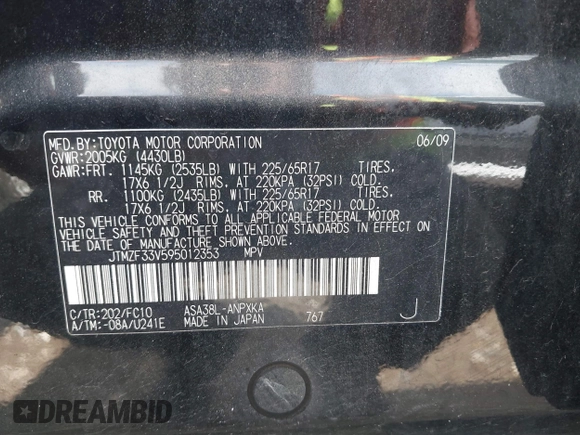 MFD.BY:TOYOTA MOTOR CORPORATION 06/09
GVWR:2005KG (4430LB)
GAWR:FRT. 1145KG (2535LB) WITH 225/65R17 TIRES.
17X6 1/2J RIMS. AT 220KPA (32PSI) COLD.
RR. 1100KG (2435LB) WITH 225/65R17 TIRES.
17X6 1/2J RIMS. AT 220KPA (32PSI) COLD.
THIS VEHICLE CONFORMS TO ALL APPLICABLE FEDERAL MOTOR
VEHICLE SAFETY AND THEFT PREVENTION STANDARDS IN EFFECT ON
THE DATE OF MANUFACTURE SHOWN ABOVE.
JTMZF33V595012353 MPV
C/TR:202/FC10 ASA38L-ANPXKA
A/TM:-08A/U241E MADE IN JAPAN 767 J
DREAMBID